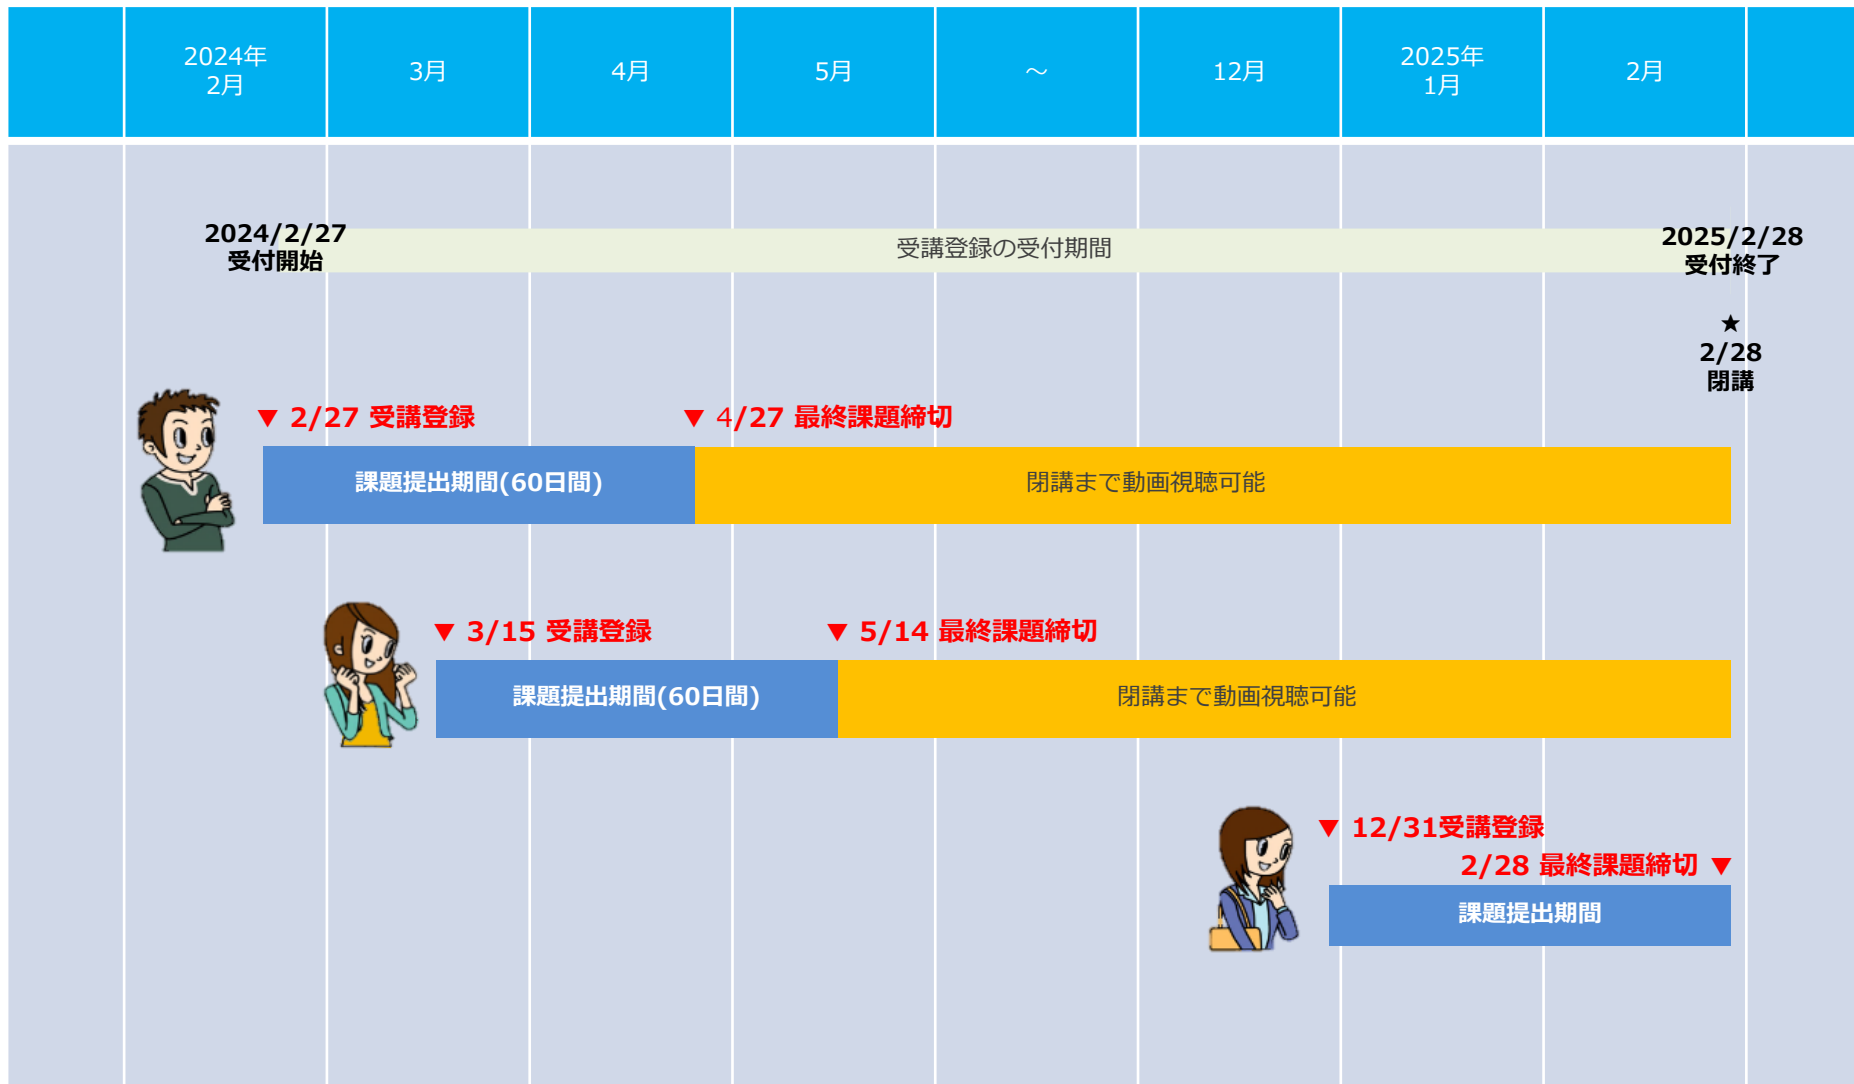 2024年
2月
3月
4月
5月
～
12月
2025年
1月
2月
2024/2/27
受付開始
受講登録の受付期間
2025/2/28
受付終了
★
2/28
閉講
▼ 2/27 受講登録
▼ 4/27 最終課題締切
課題提出期間(60日間)
閉講まで動画視聴可能
▼ 3/15 受講登録
▼ 5/14 最終課題締切
課題提出期間(60日間)
閉講まで動画視聴可能
▼ 12/31受講登録
2/28 最終課題締切 ▼
課題提出期間